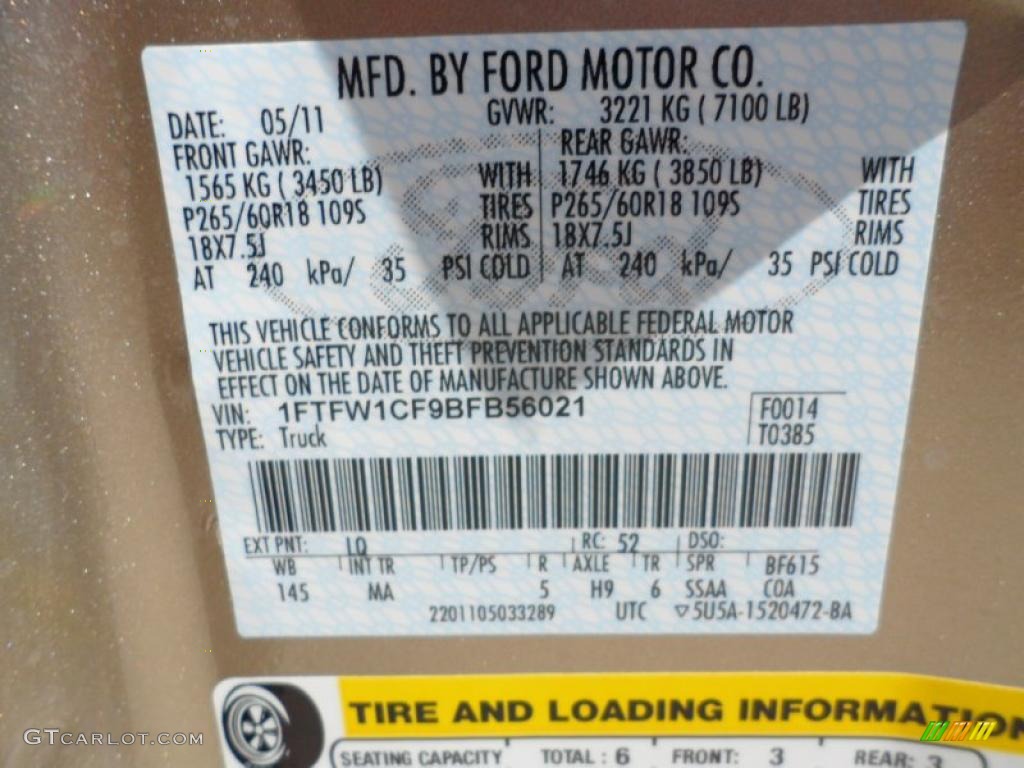 MFD. BY FORD MOTOR CO.
DATE: 05/11 GVWR: 3221 KG ( 7100 LB)
FRONT GAWR: REAR GAWR:
1565 KG ( 3450 LB) WITH 1746 KG ( 3850 LB) WITH
P265/60R18 109S TIRES P265/60R18 109S TIRES
18X7.5J RIMS 18X7.5J RIMS
AT 240 kPa/ 35 PSI COLD AT 240 kPa/ 35 PSI COLD
THIS VEHICLE CONFORMS TO ALL APPLICABLE FEDERAL MOTOR
VEHICLE SAFETY AND THEFT PREVENTION STANDARDS IN
EFFECT ON THE DATE OF MANUFACTURE SHOWN ABOVE.
VIN: 1FTFW1CF9BFB56021 F0014
TYPE: Truck T0385
EXT PNT: LQ RC: 52 DSO:
WB INT TR TP/PS R AXLE TR SPR BF615
145 MA 5 H9 6 SSAA COA
2201105033289 UTC ▽5U5A-1520472-BA
TIRE AND LOADING INFORMATION
SEATING CAPACITY TOTAL : 6 FRONT: 3 REAR: 3
GTCARLOT.COM